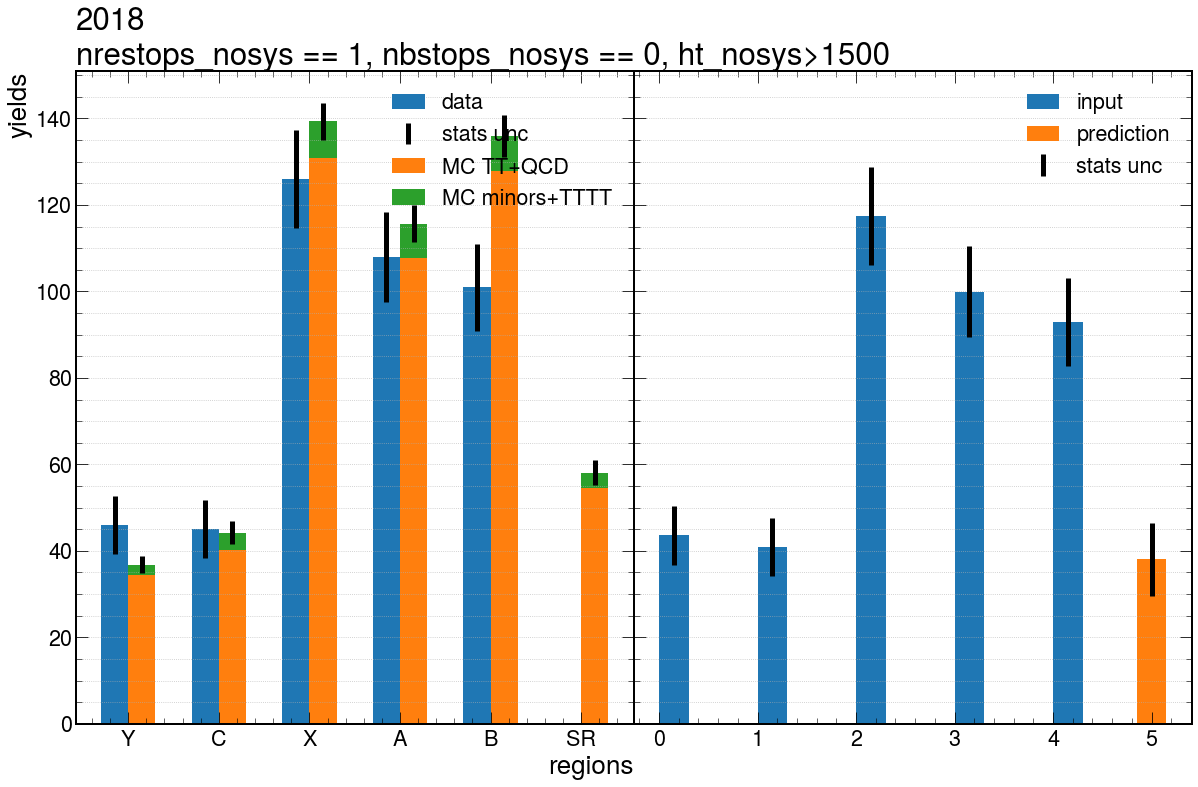 2018
nrestops_nosys == 1, nbstops_nosys == 0, ht_nosys>1500
yields
140
120
100
80
60
40
20
0
data
stats unc
MC TT+QCD
MC minors+TTTT
input
prediction
stats unc
Y C X A B SR
0 1 2 3 4 5
regions